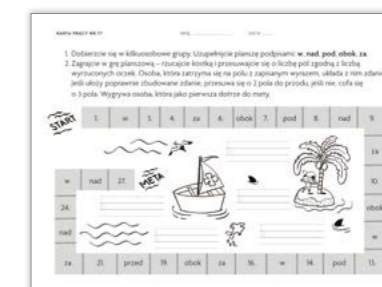 KARTA PRACY NR 17
1. Dobierzcie się w kilkuosobowe grupy. Uzupełnijcie planszę podpisami: w, nad, pod, obok, za.
2. Zagrajcie w grę planszową – rzucajcie kostką i przesuwajcie się o liczbę pól zgodną z liczbą
wyrzuconych oczek. Osoba, która zatrzyma się na polu z zapisanym wyrazem, układa z nim zdanie.
Jeśli ułoży poprawnie zbudowane zdanie, przesuwa się o 2 pola do przodu, jeśli nie, cofa się
o 3 pola. Wygrywa osoba, która jako pierwsza dotrze do mety.
START 1. w 3. 4. za 6. obok 7. pod 8. nad 9.
za
w nad 27. META 10.
24. obok
nad w
za 21. przed 19. obok za 16. w 14. pod 13.